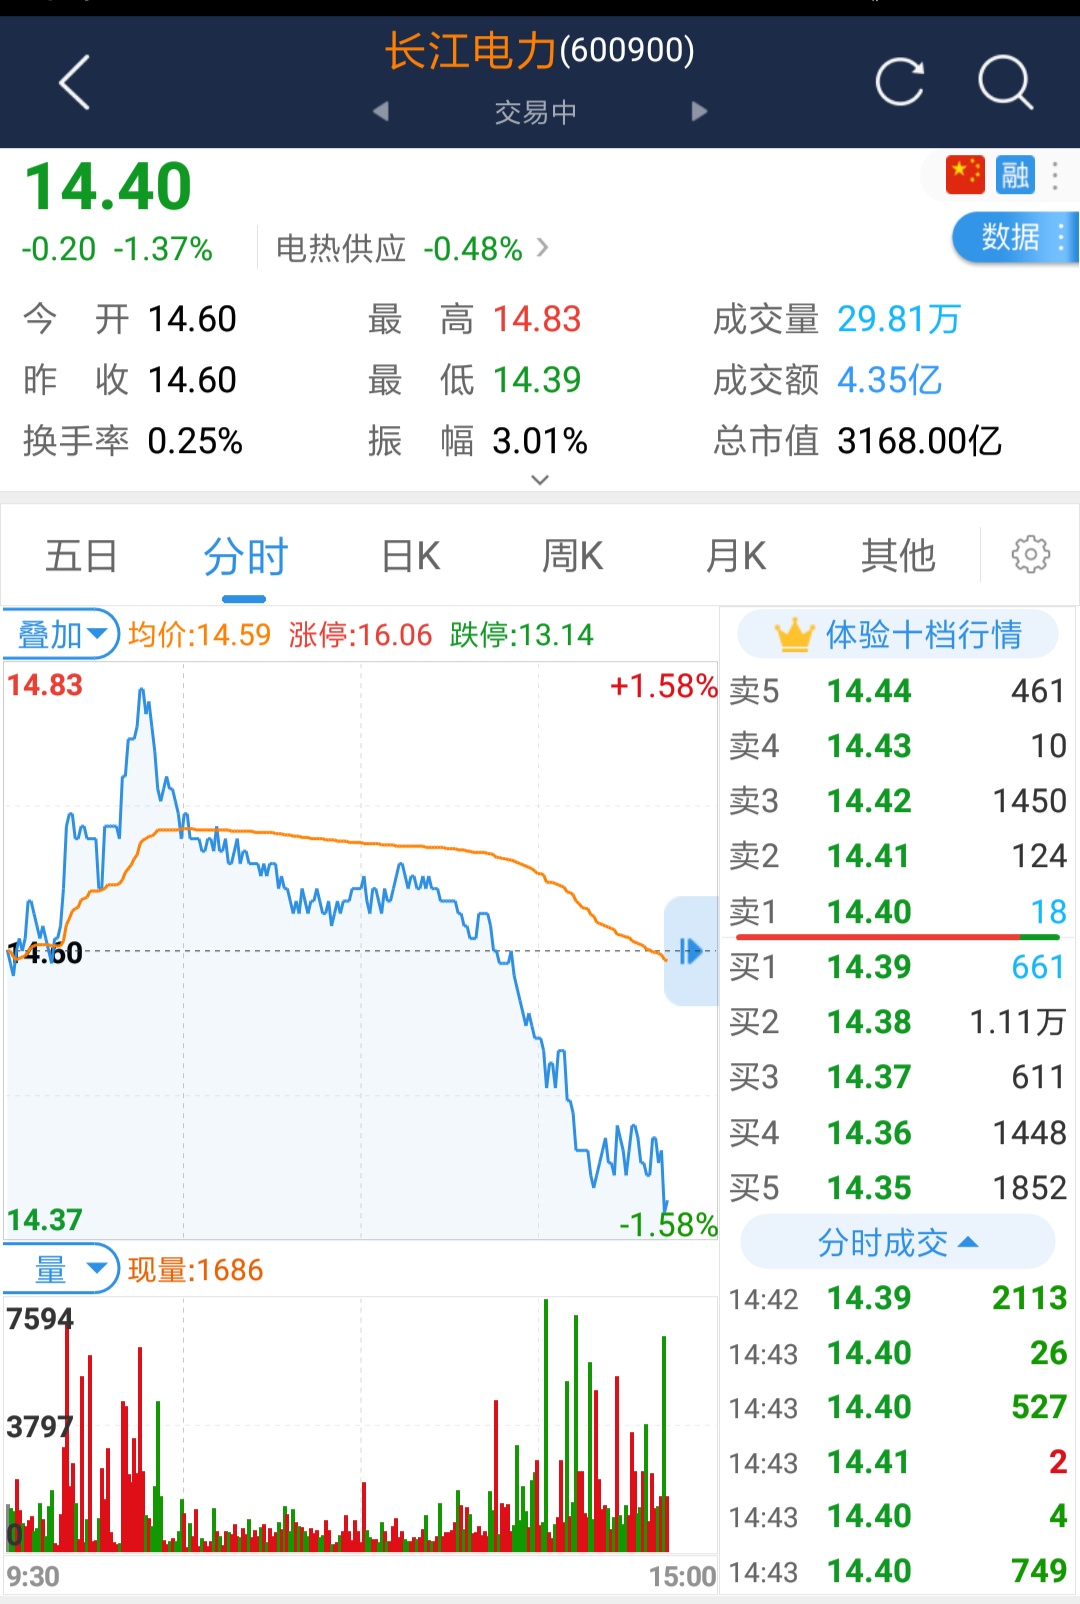 长江电力(600900)
交易中
14.40
融
-0.20 -1.37% 电热供应 -0.48%
数据
今开 14.60 最高 14.83 成交量 29.81万
昨收 14.60 最低 14.39 成交额 4.35亿
换手率 0.25% 振幅 3.01% 总市值 3168.00亿
五日 分时 日K 周K 月K 其他
叠加 均价:14.59 涨停:16.06 跌停:13.14
体验十档行情
14.83 +1.58%
14.60
14.37 -1.58%
卖5 14.44 461
卖4 14.43 10
卖3 14.42 1450
卖2 14.41 124
卖1 14.40 18
买1 14.39 661
买2 14.38 1.11万
买3 14.37 611
买4 14.36 1448
买5 14.35 1852
分时成交
量 现量:1686
7594
3797
0
9:30 15:00
14:42 14.39 2113
14:43 14.40 26
14:43 14.40 527
14:43 14.41 2
14:43 14.40 4
14:43 14.40 749